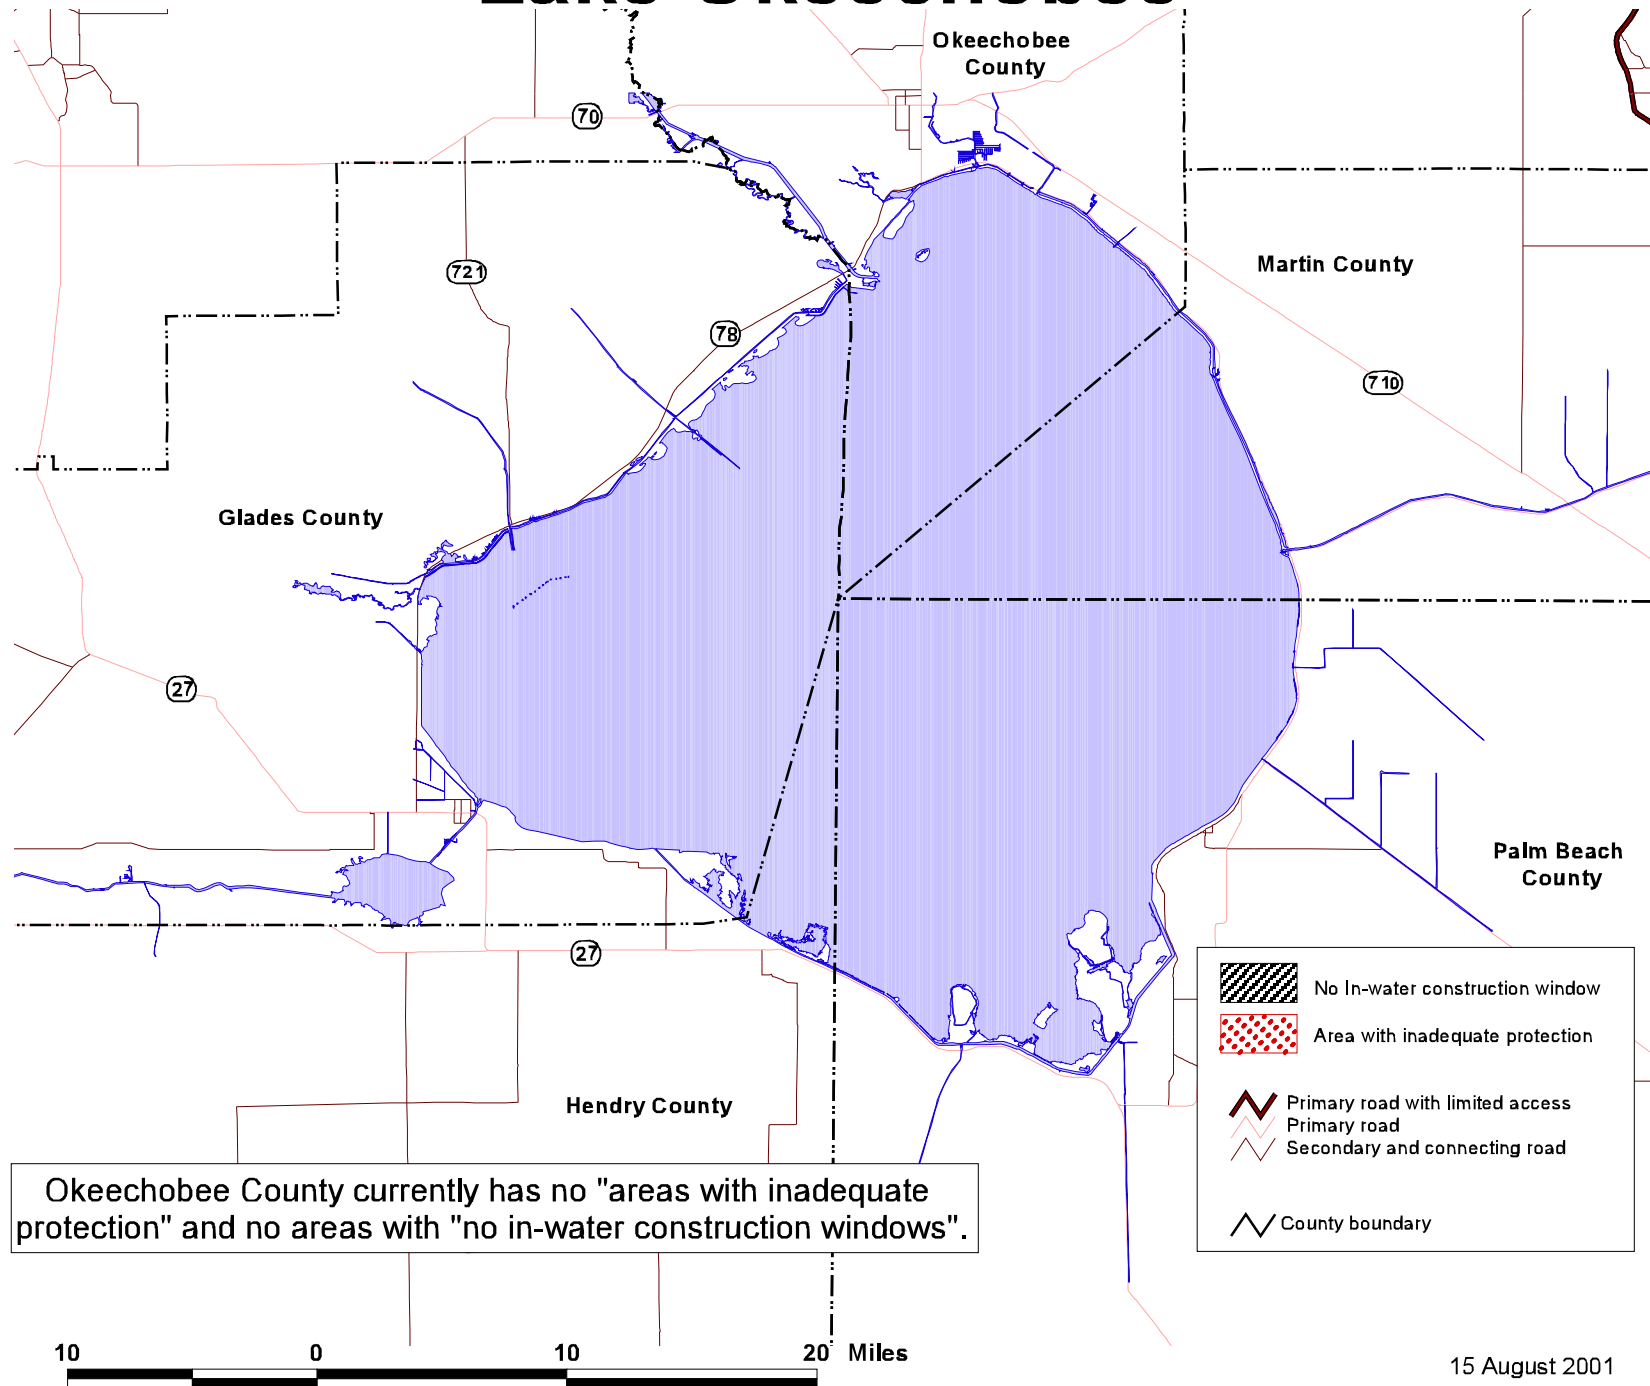 Lake Okeechobee
Okeechobee
County
70
721
Martin County
78
710
Glades County
27
Palm Beach
County
27
No In-water construction window
Area with inadequate protection
Primary road with limited access
Primary road
Secondary and connecting road
County boundary
Hendry County
Okeechobee County currently has no "areas with inadequate
protection" and no areas with "no in-water construction windows".
10 0 10 20 Miles
15 August 2001